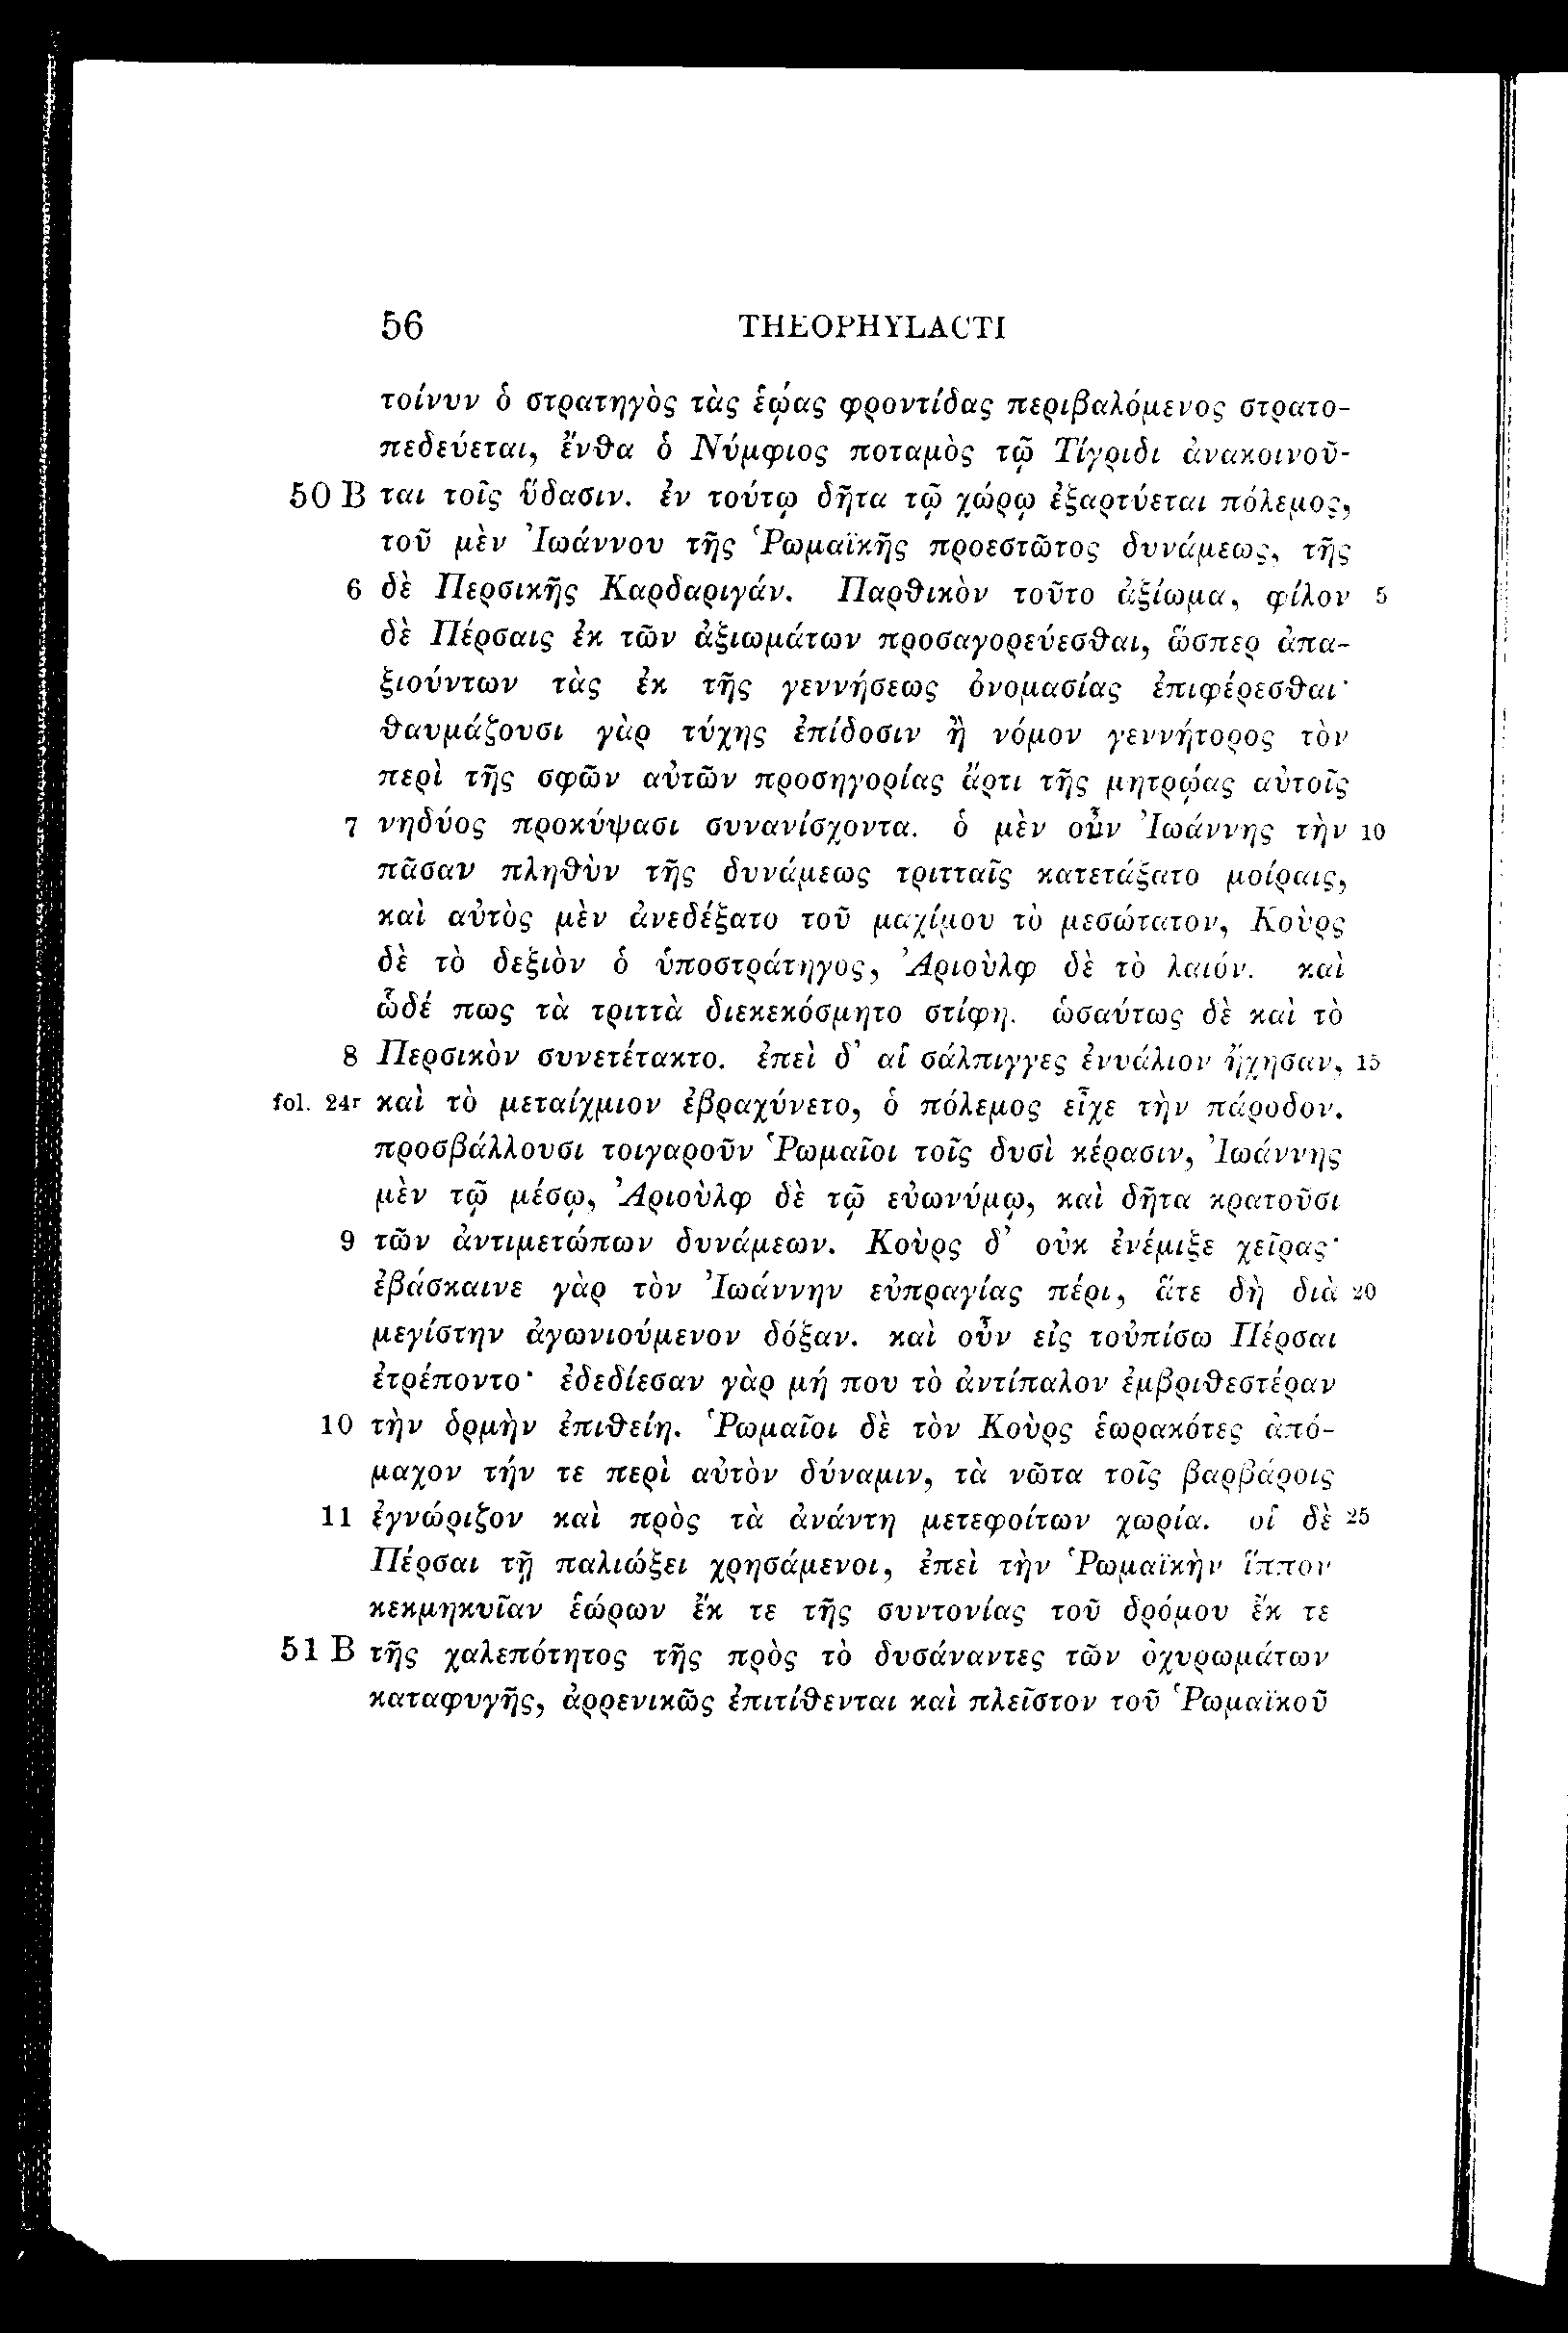 56 THEOPHYLACTI
τοίνυν ὁ στρατηγὸς τὰς ἑῴας φροντίδας περιβαλόμενος στρατο-
πεδεύεται, ἔνθα ὁ Νύμφιος ποταμὸς τῷ Τίγριδι ἀνακοινοῦ-
50 B ται τοῖς ὕδασιν. ἐν τούτῳ δῆτα τῷ χώρῳ ἐξαρτύεται πόλεμος,
τοῦ μὲν Ἰωάννου τῆς Ῥωμαϊκῆς προεστῶτος δυνάμεως, τῆς
6 δὲ Περσικῆς Καρδαριγάν. Παρθικὸν τοῦτο ἀξίωμα, φίλον 5
δὲ Πέρσαις ἐκ τῶν ἀξιωμάτων προσαγορεύεσθαι, ὥσπερ ἀπα-
ξιούντων τὰς ἐκ τῆς γεννήσεως ὀνομασίας ἐπιφέρεσθαι·
θαυμάζουσι γὰρ τύχης ἐπίδοσιν ἢ νόμον γεννήτορος τὸν
περὶ τῆς σφῶν αὐτῶν προσηγορίας ἄρτι τῆς μητρῴας αὐτοῖς
7 νηδύος προκύψασι συνανίσχοντα. ὁ μὲν οὖν Ἰωάννης τὴν 10
πᾶσαν πληθὺν τῆς δυνάμεως τριτταῖς κατετάξατο μοίραις,
καὶ αὐτὸς μὲν ἀνεδέξατο τοῦ μαχίμου τὸ μεσώτατον, Κοὺρς
δὲ τὸ δεξιὸν ὁ ὑποστράτηγος, Ἀριοὺλφ δὲ τὸ λαιόν. καὶ
ὧδέ πως τὰ τριττὰ διεκεκόσμητο στίφη. ὡσαύτως δὲ καὶ τὸ
8 Περσικὸν συνετέτακτο. ἐπεὶ δ’ αἱ σάλπιγγες ἐνυάλιον ἤχησαν, 15
fol. 24r καὶ τὸ μεταίχμιον ἐβραχύνετο, ὁ πόλεμος εἶχε τὴν πάροδον.
προσβάλλουσι τοιγαροῦν Ῥωμαῖοι τοῖς δυσὶ κέρασιν, Ἰωάννης
μὲν τῷ μέσῳ, Ἀριοὺλφ δὲ τῷ εὐωνύμῳ, καὶ δῆτα κρατοῦσι
9 τῶν ἀντιμετώπων δυνάμεων. Κοὺρς δ’ οὐκ ἐνέμιξε χεῖρας·
ἐβάσκαινε γὰρ τὸν Ἰωάννην εὐπραγίας πέρι, ἅτε δὴ διὰ 20
μεγίστην ἀγωνιούμενον δόξαν. καὶ οὖν εἰς τοὐπίσω Πέρσαι
ἐτρέποντο· ἐδεδίεσαν γὰρ μή που τὸ ἀντίπαλον ἐμβριθεστέραν
10 τὴν ὁρμὴν ἐπιθείη. Ῥωμαῖοι δὲ τὸν Κοὺρς ἑωρακότες ἀπό-
μαχον τήν τε περὶ αὐτὸν δύναμιν, τὰ νῶτα τοῖς βαρβάροις
11 ἐγνώριζον καὶ πρὸς τὰ ἀνάντη μετεφοίτων χωρία. οἱ δὲ 25
Πέρσαι τῇ παλιώξει χρησάμενοι, ἐπεὶ τὴν Ῥωμαϊκὴν ἵππον
κεκμηκυῖαν ἑώρων ἔκ τε τῆς συντονίας τοῦ δρόμου ἔκ τε
51 B τῆς χαλεπότητος τῆς πρὸς τὸ δυσάναντες τῶν ὀχυρωμάτων
καταφυγῆς, ἀρρενικῶς ἐπιτίθενται καὶ πλεῖστον τοῦ Ῥωμαϊκοῦ